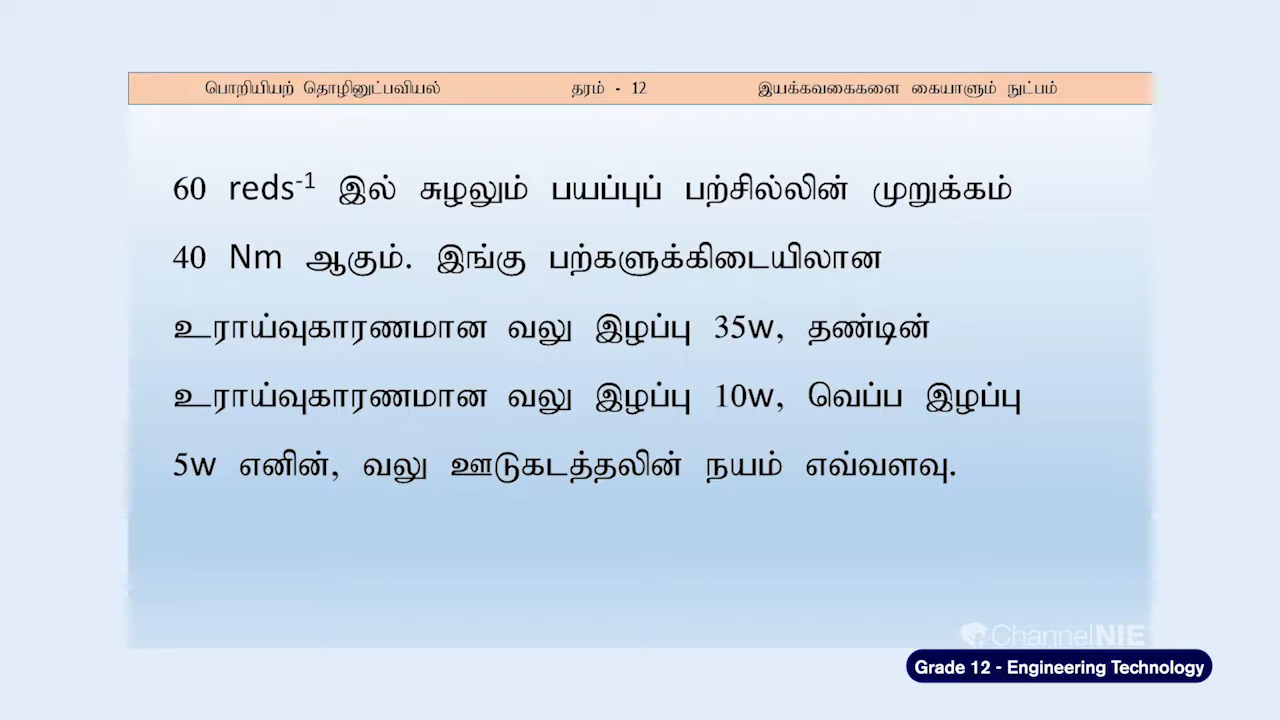 பொறியியற் தொழினுட்பவியல் தரம் - 12 இயக்கவகைகளை கையாளும் நுட்பம்
60 reds-1 இல் சுழலும் பயப்புப் பற்சில்லின் முறுக்கம்
40 Nm ஆகும். இங்கு பற்களுக்கிடையிலான
உராய்வுகாரணமான வலு இழப்பு 35w, தண்டின்
உராய்வுகாரணமான வலு இழப்பு 10w, வெப்ப இழப்பு
5w எனின், வலு ஊடுகடத்தலின் நயம் எவ்வளவு.
ChannelNIE
Grade 12 - Engineering Technology